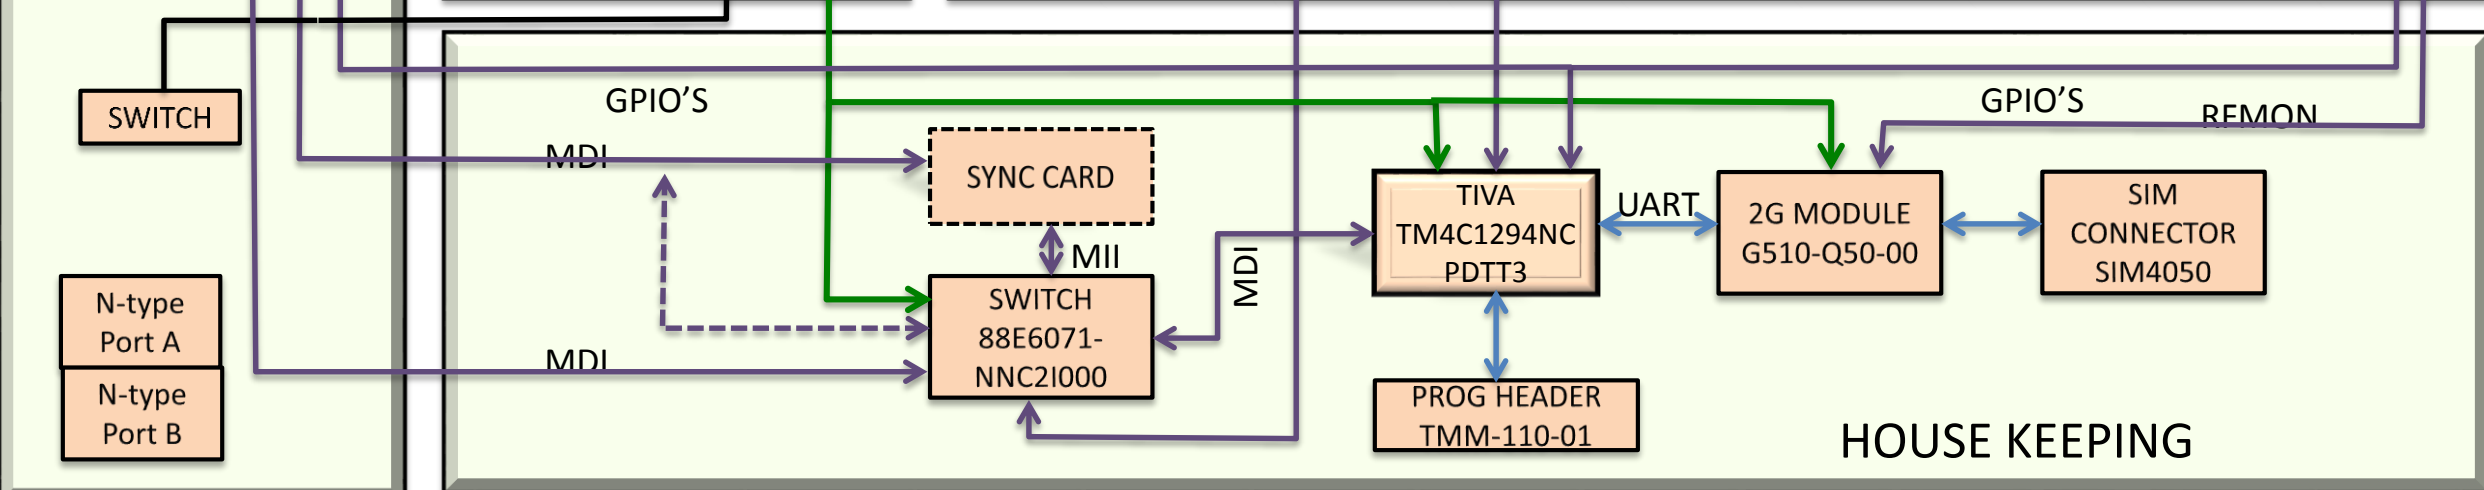 GPIO'S
GPIO'S
RFMON
SWITCH
MDI
SYNC CARD
TIVA
TM4C1294NC
PDTT3
UART
2G MODULE
G510-Q50-00
SIM
CONNECTOR
SIM4050
MII
MDI
N-type
Port A
SWITCH
88E6071-
NNC2I000
MDI
N-type
Port B
PROG HEADER
TMM-110-01
HOUSE KEEPING